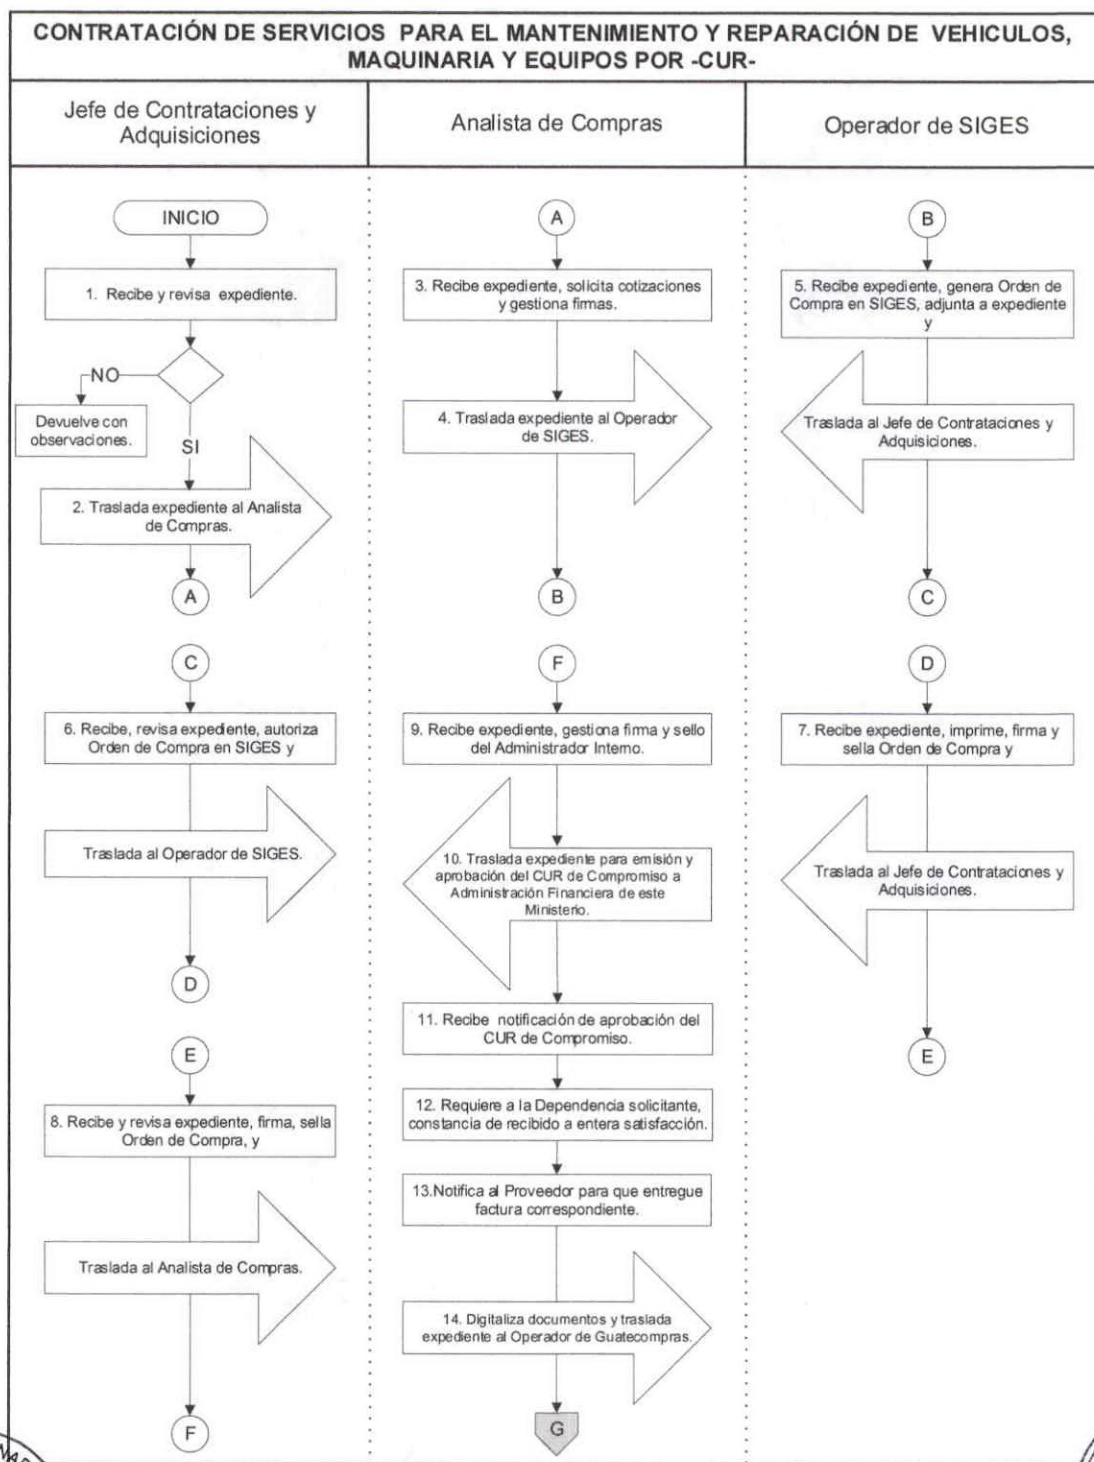 CONTRATACIÓN DE SERVICIOS PARA EL MANTENIMIENTO Y REPARACIÓN DE VEHICULOS,
MAQUINARIA Y EQUIPOS POR -CUR-
Jefe de Contrataciones y
Adquisiciones
Analista de Compras
Operador de SIGES
INICIO
1. Recibe y revisa expediente.
NO
Devuelve con
observaciones.
SI
2. Traslada expediente al Analista
de Compras.
A
A
3. Recibe expediente, solicita cotizaciones
y gestiona firmas.
4. Traslada expediente al Operador
de SIGES.
B
B
5. Recibe expediente, genera Orden de
Compra en SIGES, adjunta a expediente
y
Traslada al Jefe de Contrataciones y
Adquisiciones.
C
C
6. Recibe, revisa expediente, autoriza
Orden de Compra en SIGES y
Traslada al Operador de SIGES.
D
D
7. Recibe expediente, imprime, firma y
sella Orden de Compra y
Traslada al Jefe de Contrataciones y
Adquisiciones.
E
E
8. Recibe y revisa expediente, firma, sella
Orden de Compra, y
Traslada al Analista de Compras.
F
F
9. Recibe expediente, gestiona firma y sello
del Administrador Interno.
10. Traslada expediente para emisión y
aprobación del CUR de Compromiso a
Administración Financiera de este
Ministerio.
11. Recibe notificación de aprobación del
CUR de Compromiso.
12. Requiere a la Dependencia solicitante,
constancia de recibido a entera satisfacción.
13.Notifica al Proveedor para que entregue
factura correspondiente.
14. Digitaliza documentos y traslada
expediente al Operador de Guatecompras.
G